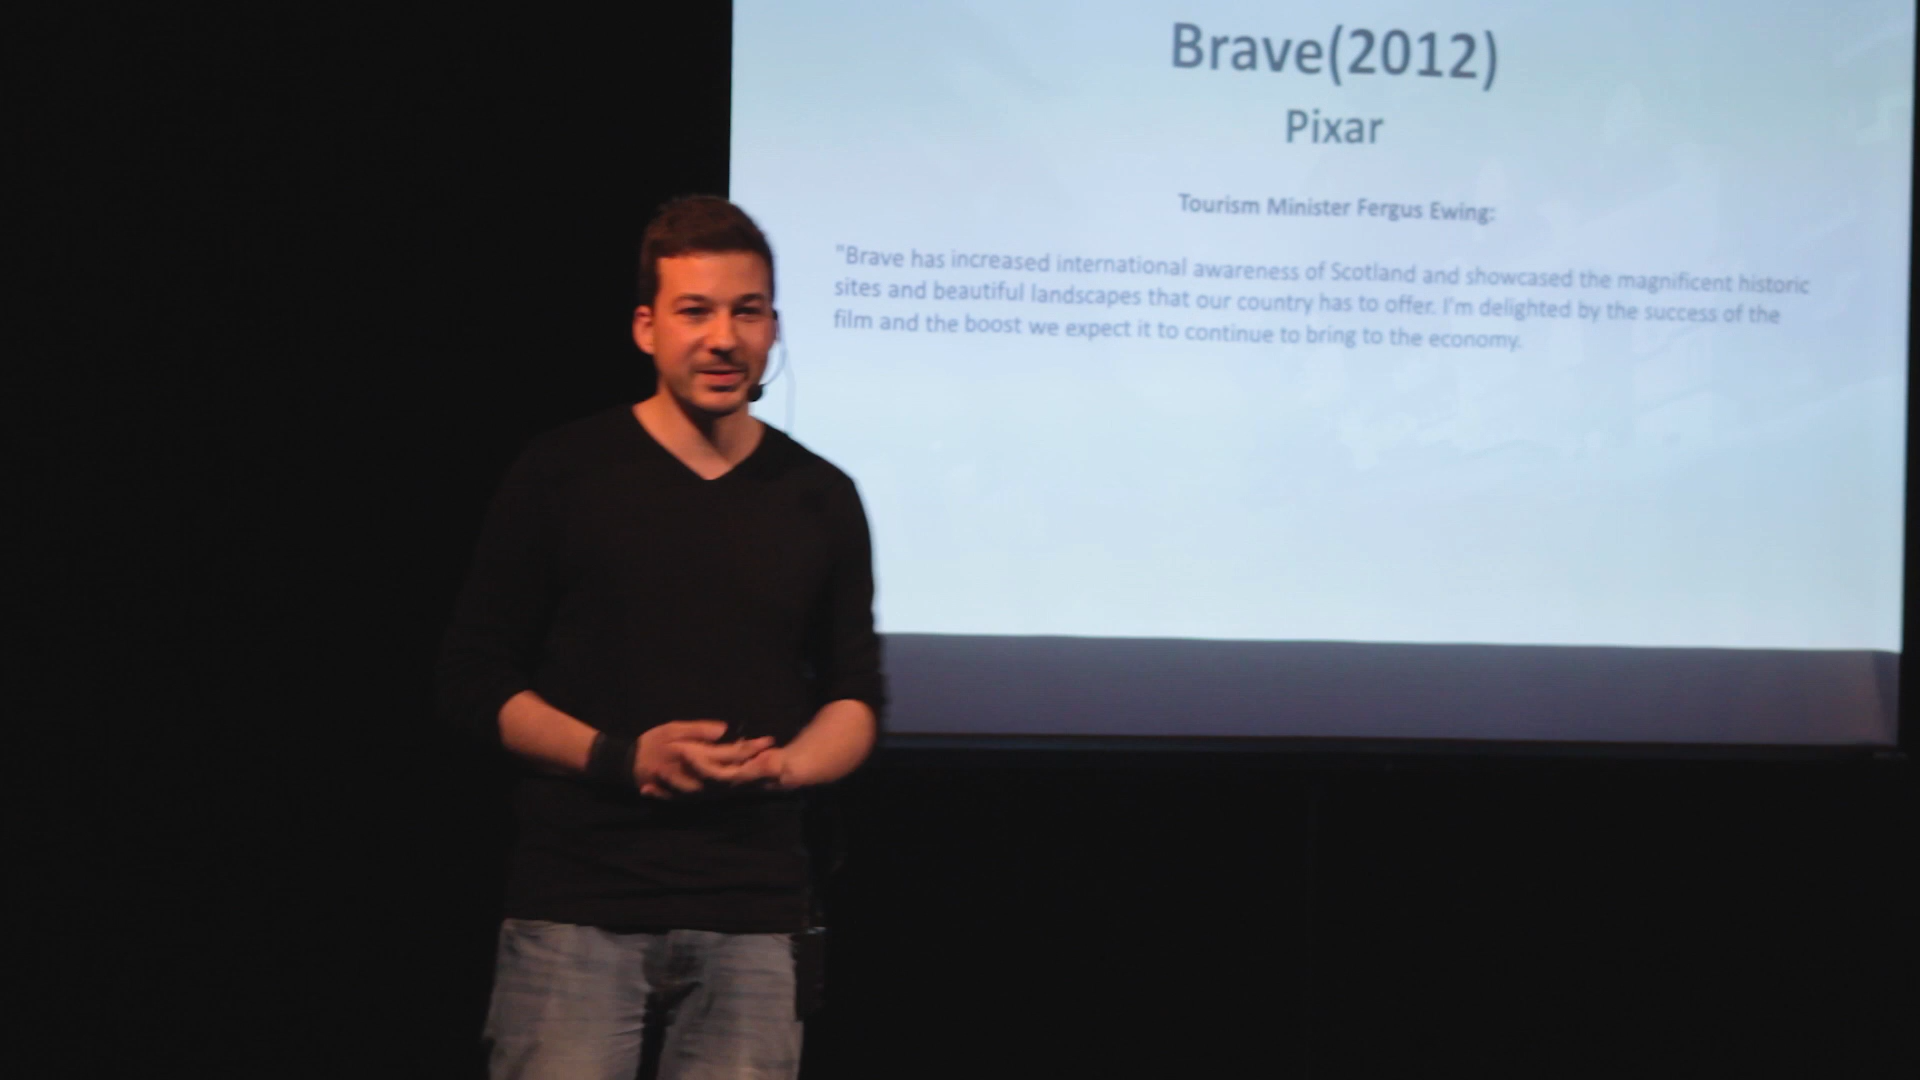 Brave(2012)
Pixar
Tourism Minister Fergus Ewing:
"Brave has increased international awareness of Scotland and showcased the magnificent historic
sites and beautiful landscapes that our country has to offer. I'm delighted by the success of the
film and the boost we expect it to continue to bring to the economy.